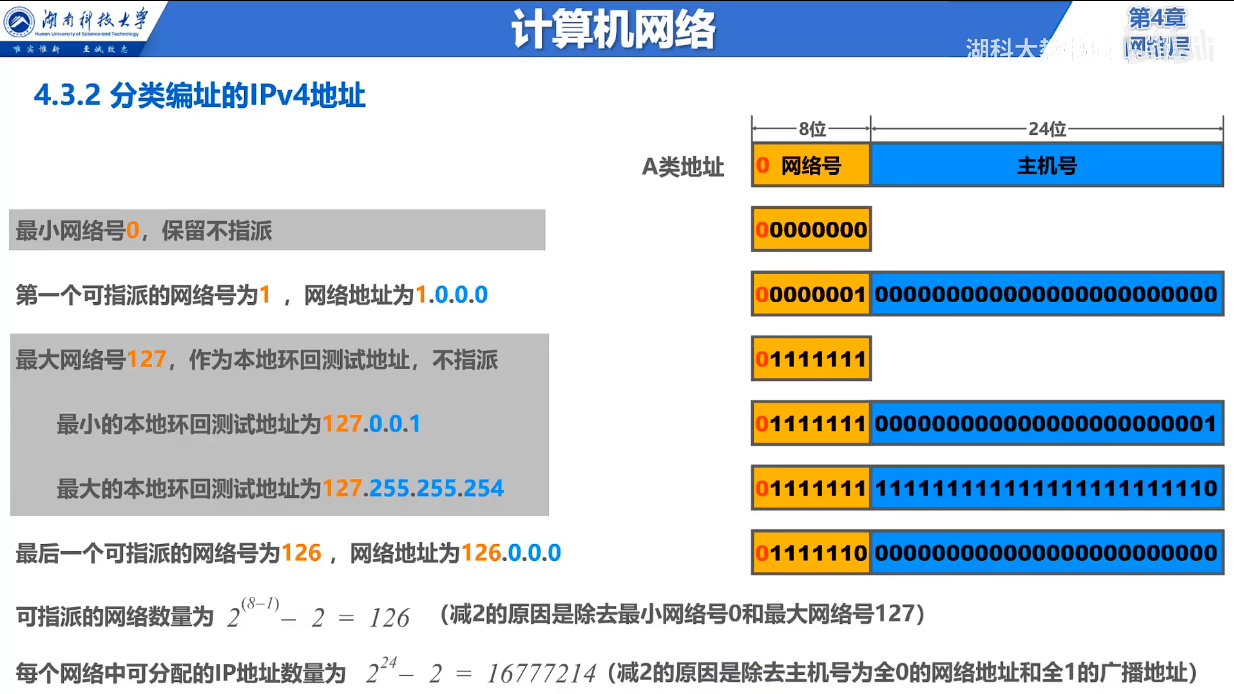 湖南科技大学
Hunan University of Science and Technology
唯实惟新 至诚致志
计算机网络
第4章
网络层
湖科大教
4.3.2 分类编址的IPv4地址
8位 24位
A类地址 0 网络号 主机号
最小网络号0，保留不指派 00000000
第一个可指派的网络号为1 ，网络地址为1.0.0.0 00000001 000000000000000000000000
最大网络号127，作为本地环回测试地址，不指派 01111111
最小的本地环回测试地址为127.0.0.1 01111111 000000000000000000000001
最大的本地环回测试地址为127.255.255.254 01111111 111111111111111111111110
最后一个可指派的网络号为126 ，网络地址为126.0.0.0 01111110 000000000000000000000000
可指派的网络数量为 2^(8−1) − 2 = 126 （减2的原因是除去最小网络号0和最大网络号127）
每个网络中可分配的IP地址数量为 2^24 − 2 = 16777214（减2的原因是除去主机号为全0的网络地址和全1的广播地址）